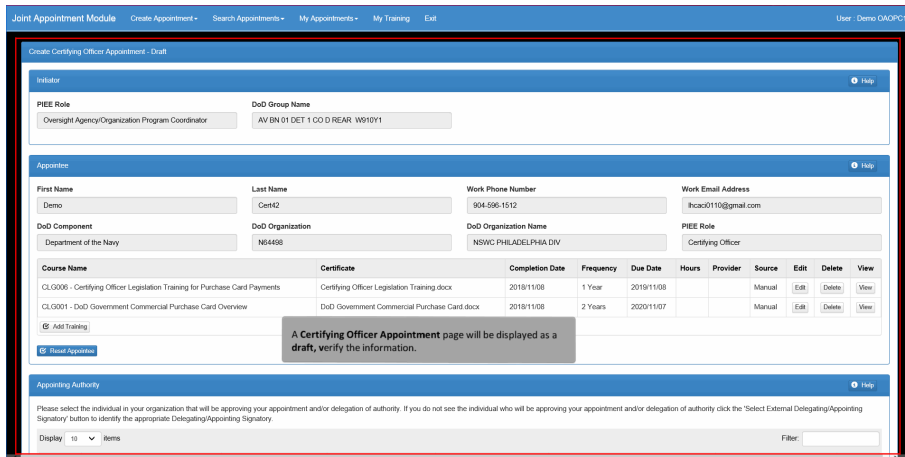 Joint Appointment Module Create Appointment Search Appointments My Appointments My Training Exit User : Demo OAOPC1
Create Certifying Officer Appointment - Draft
Initiator Help
PIEE Role DoD Group Name
Oversight Agency/Organization Program Coordinator AV BN 01 DET 1 CO D REAR W910Y1
Appointee Help
First Name Last Name Work Phone Number Work Email Address
Demo Cert42 904-596-1512 lhcaci0110@gmail.com
DoD Component DoD Organization DoD Organization Name PIEE Role
Department of the Navy N64498 NSWC PHILADELPHIA DIV Certifying Officer
Course Name Certificate Completion Date Frequency Due Date Hours Provider Source Edit Delete View
CLG006 - Certifying Officer Legislation Training for Purchase Card Payments Certifying Officer Legislation Training.docx 2018/11/08 1 Year 2019/11/08 Manual Edit Delete View
CLG001 - DoD Government Commercial Purchase Card Overview DoD Government Commercial Purchase Card.docx 2018/11/08 2 Years 2020/11/07 Manual Edit Delete View
Add Training
A Certifying Officer Appointment page will be displayed as a
draft, verify the information.
Reset Appointee
Appointing Authority Help
Please select the individual in your organization that will be approving your appointment and/or delegation of authority. If you do not see the individual who will be approving your appointment and/or delegation of authority click the 'Select External Delegating/Appointing
Signatory' button to identify the appropriate Delegating/Appointing Signatory.
Display 10 items Filter: